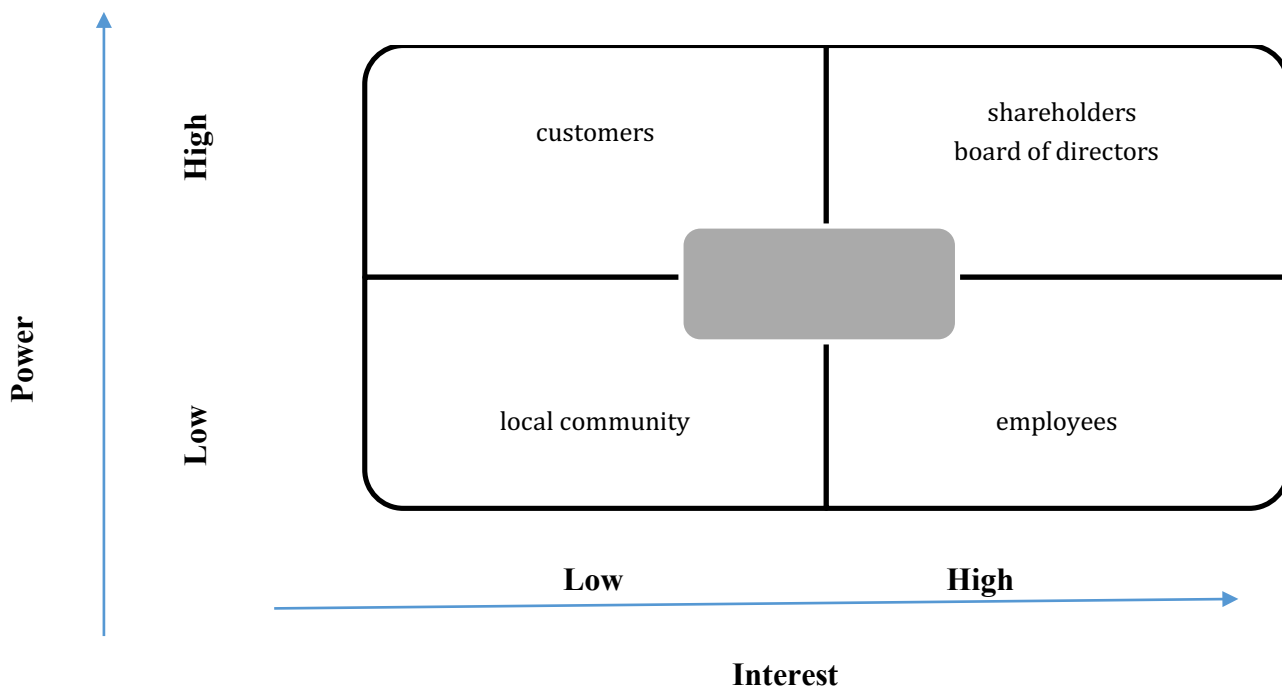 High
customers
shareholders
board of directors
Power
Low
local community
employees
Low
High
Interest